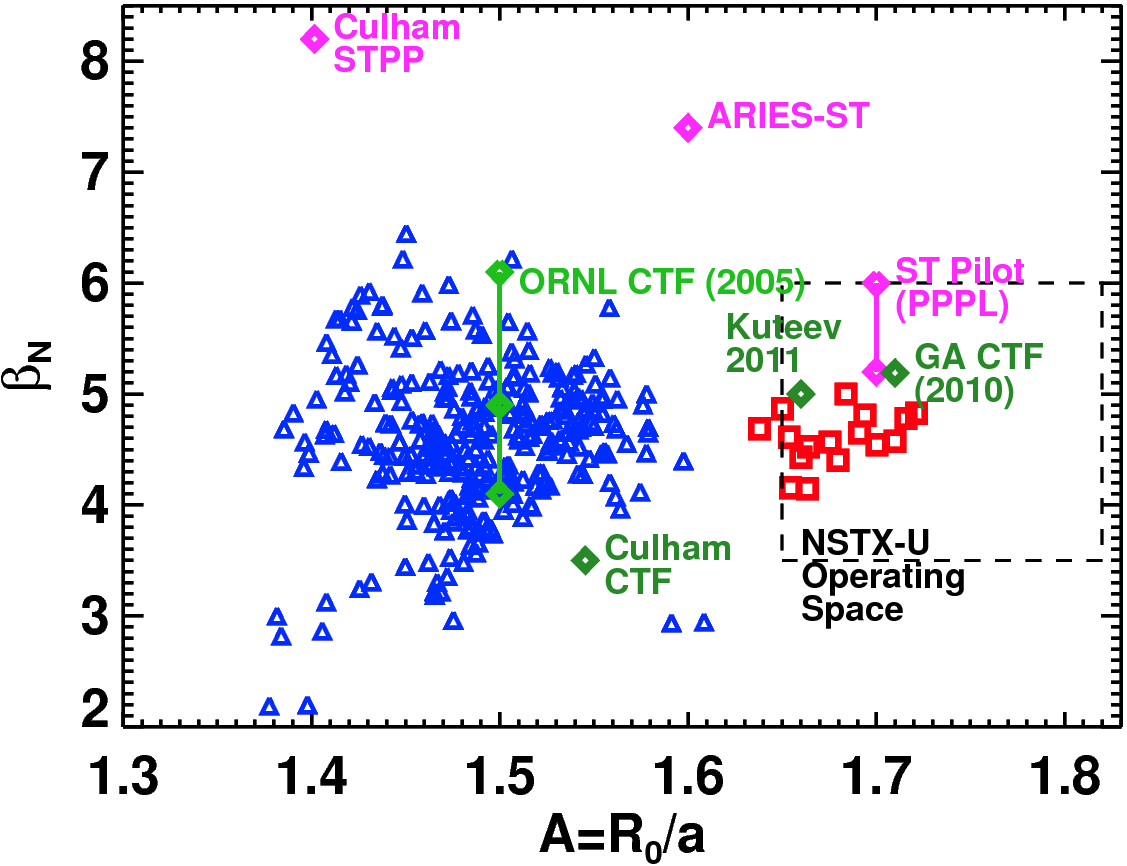 Culham
STPP
ARIES-ST
ORNL CTF (2005)
ST Pilot
(PPPL)
Kuteev
2011
GA CTF
(2010)
Culham
CTF
NSTX-U
Operating
Space
8
7
6
5
4
3
2
βN
1.3 1.4 1.5 1.6 1.7 1.8
A=R0/a